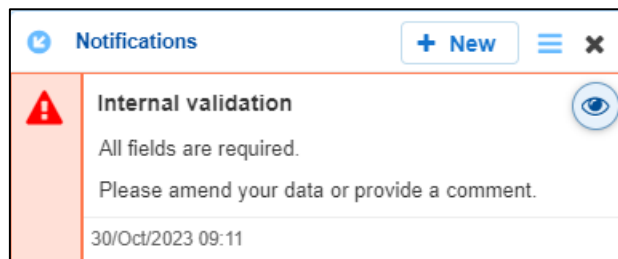 Notifications
+ New
Internal validation
All fields are required.
Please amend your data or provide a comment.
30/Oct/2023 09:11